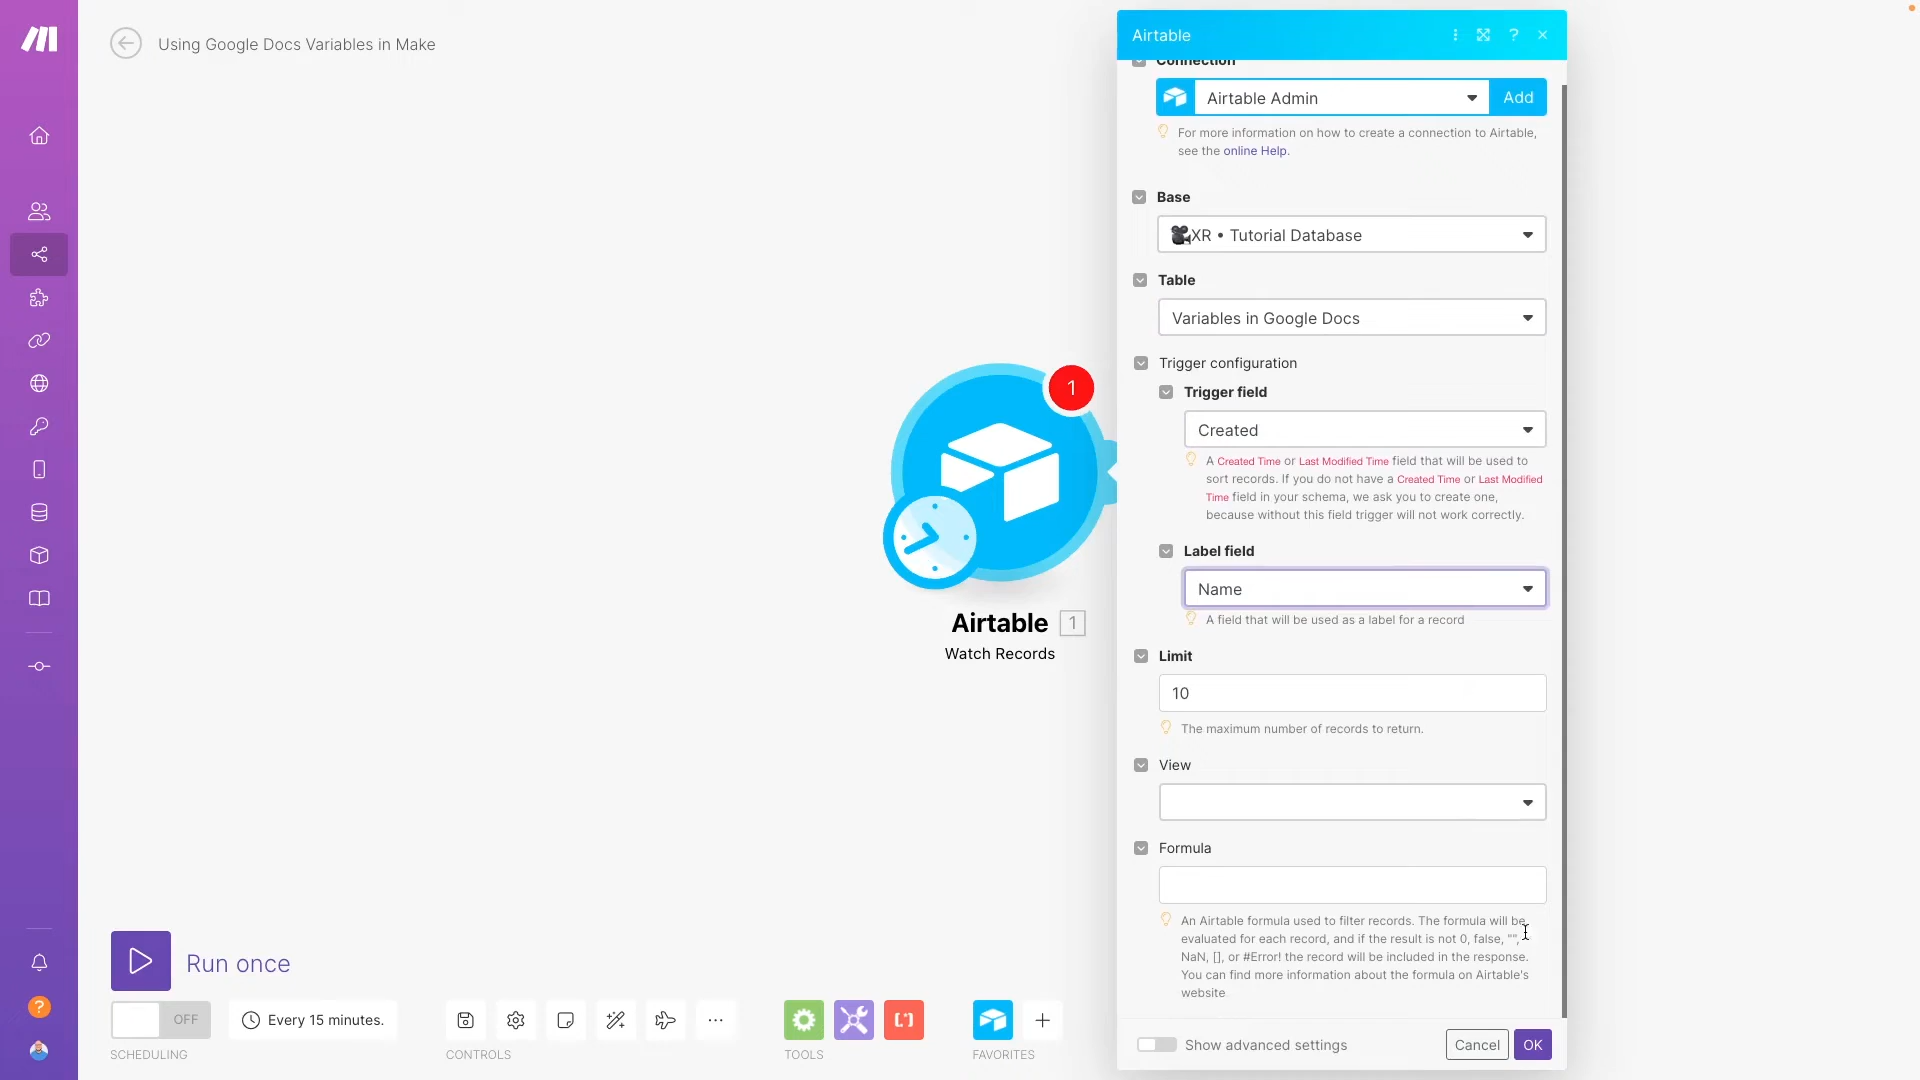 Using Google Docs Variables in Make
Airtable
?
Connection
Airtable Admin
Add
For more information on how to create a connection to Airtable,
see the online Help.
Base
XR • Tutorial Database
Table
Variables in Google Docs
Trigger configuration
Trigger field
Created
A Created Time or Last Modified Time field that will be used to
sort records. If you do not have a Created Time or Last Modified
Time field in your schema, we ask you to create one,
because without this field trigger will not work correctly.
Label field
Name
A field that will be used as a label for a record
Limit
10
The maximum number of records to return.
View
Formula
An Airtable formula used to filter records. The formula will be
evaluated for each record, and if the result is not 0, false, "",
NaN, [], or #Error! the record will be included in the response.
You can find more information about the formula on Airtable's
website
Show advanced settings
Cancel
OK
1
Airtable 1
Watch Records
Run once
OFF
Every 15 minutes.
SCHEDULING
CONTROLS
TOOLS
FAVORITES
?